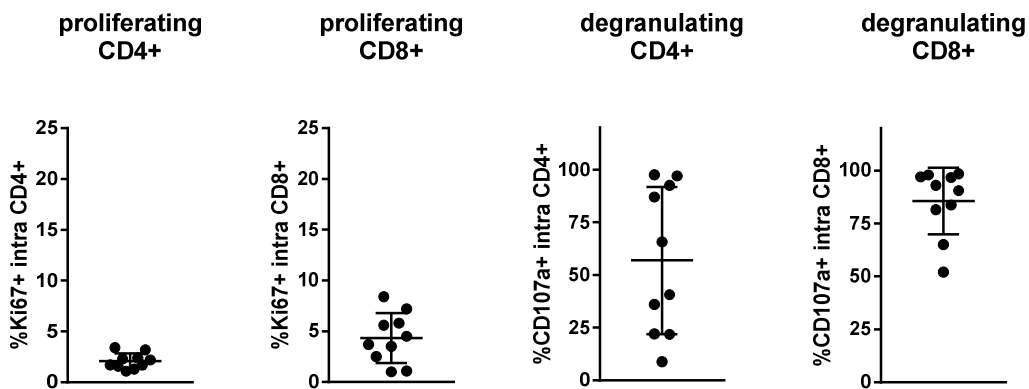 proliferating
CD4+
proliferating
CD8+
degranulating
CD4+
degranulating
CD8+
%Ki67+ intra CD4+
25
20
15
10
5
0
%Ki67+ intra CD8+
25
20
15
10
5
0
%CD107a+ intra CD4+
100
75
50
25
0
%CD107a+ intra CD8+
100
75
50
25
0